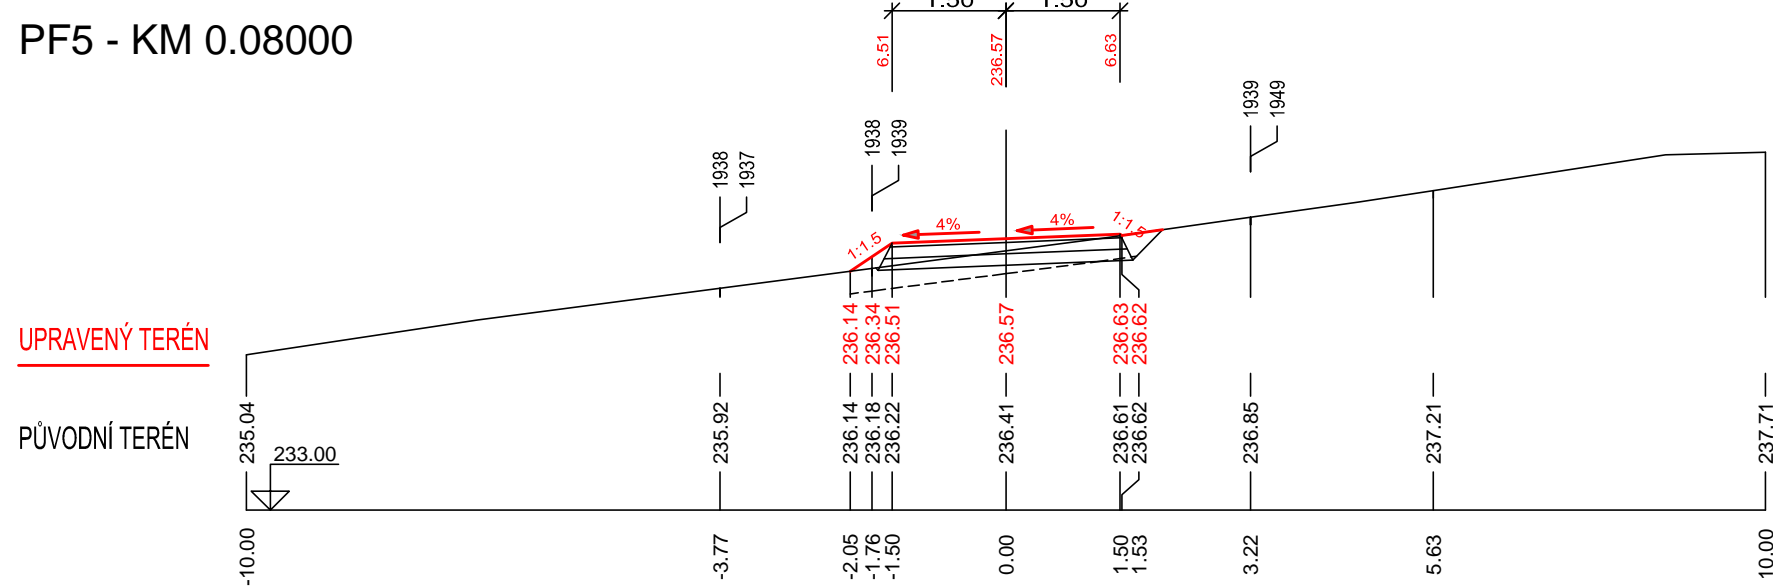 1.50 1.50
PF5 - KM 0.08000
6.51 236.57 6.63
1938 1937
1938 1939
1939 1949
1:1.5 4% 4% 1:1.5
UPRAVENÝ TERÉN
236.14 236.34 236.51 236.57 236.63 236.62
PŮVODNÍ TERÉN
235.04 235.92 236.14 236.18 236.22 236.41 236.61 236.62 236.85 237.21 237.71
233.00
-10.00 -3.77 -2.05 -1.76 -1.50 0.00 1.50 1.53 3.22 5.63 10.00